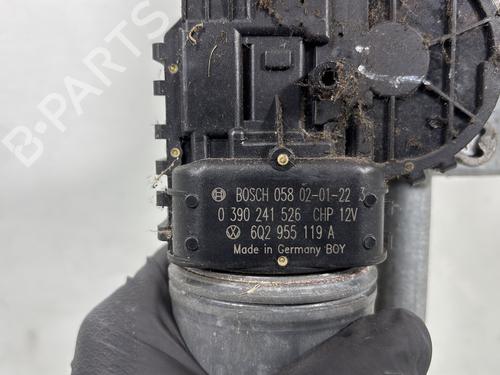 B-PARTS
BOSCH 058 02-01-22 3
0 390 241 526 CHP 12V
6Q2 955 119 A
Made in Germany BOY